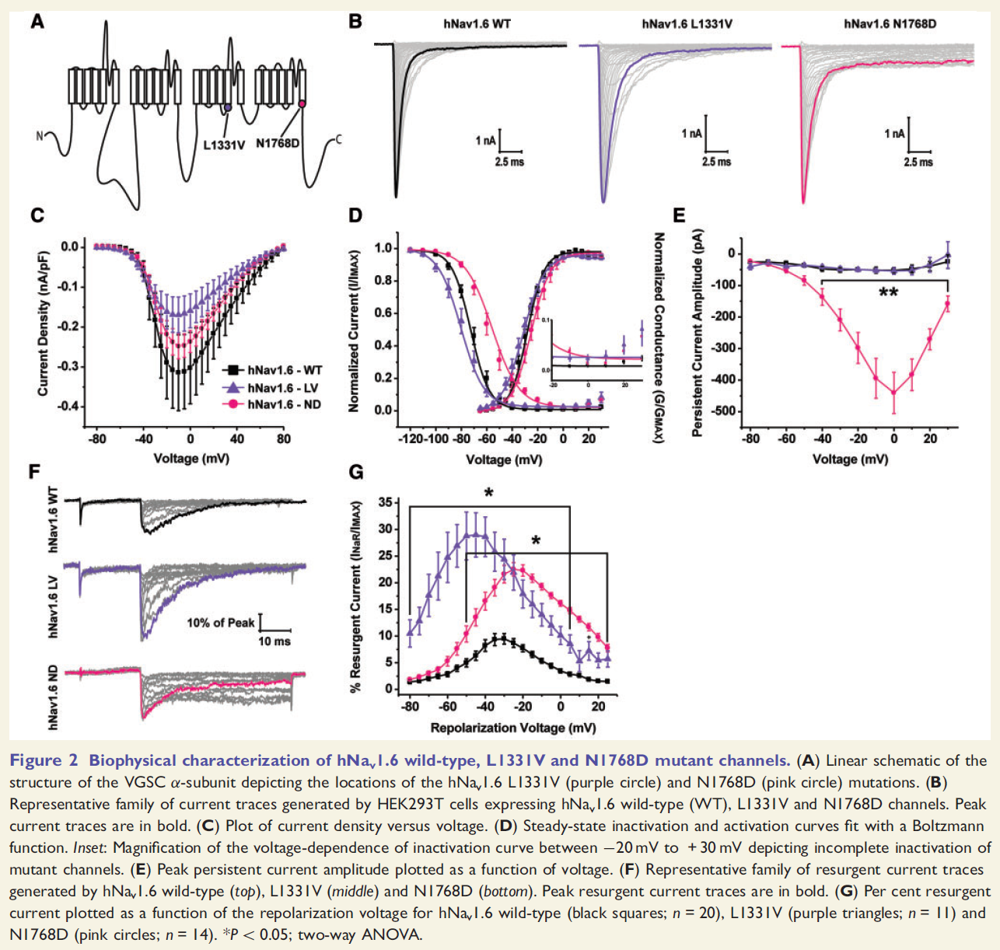 A
N
L1331V
N1768D
C
B
hNav1.6 WT
hNav1.6 L1331V
hNav1.6 N1768D
1 nA
2.5 ms
1 nA
2.5 ms
1 nA
2.5 ms
C
Current Density (nA/pF)
0.0
-0.1
-0.2
-0.3
-0.4
hNav1.6 - WT
hNav1.6 - LV
hNav1.6 - ND
-80 -40 0 40 80
Voltage (mV)
D
Normalized Current (I/IMAX)
1.0
0.8
0.6
0.4
0.2
0.0
0.1
0.0
-20 0 20
-120 -100 -80 -60 -40 -20 0 20
Voltage (mV)
Normalized Conductance (G/GMAX)
E
Persistent Current Amplitude (pA)
0
-100
-200
-300
-400
-500
**
-80 -60 -40 -20 0 20
Voltage (mV)
F
hNav1.6 WT
hNav1.6 LV
hNav1.6 ND
10% of Peak
10 ms
G
% Resurgent Current (INaR/IMAX)
35
30
25
20
15
10
5
0
*
*
*
-80 -60 -40 -20 0 20
Repolarization Voltage (mV)
Figure 2 Biophysical characterization of hNav1.6 wild-type, L1331V and N1768D mutant channels. (A) Linear schematic of the
structure of the VGSC α-subunit depicting the locations of the hNav1.6 L1331V (purple circle) and N1768D (pink circle) mutations. (B)
Representative family of current traces generated by HEK293T cells expressing hNav1.6 wild-type (WT), L1331V and N1768D channels. Peak
current traces are in bold. (C) Plot of current density versus voltage. (D) Steady-state inactivation and activation curves fit with a Boltzmann
function. Inset: Magnification of the voltage-dependence of inactivation curve between −20 mV to +30 mV depicting incomplete inactivation of
mutant channels. (E) Peak persistent current amplitude plotted as a function of voltage. (F) Representative family of resurgent current traces
generated by hNav1.6 wild-type (top), L1331V (middle) and N1768D (bottom). Peak resurgent current traces are in bold. (G) Per cent resurgent
current plotted as a function of the repolarization voltage for hNav1.6 wild-type (black squares; n = 20), L1331V (purple triangles; n = 11) and
N1768D (pink circles; n = 14). *P < 0.05; two-way ANOVA.